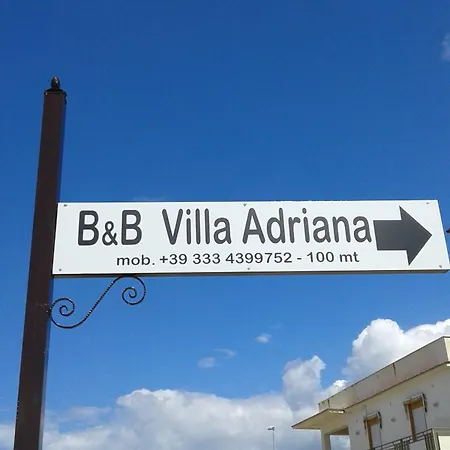 B&B Villa Adriana
mob. +39 333 4399752 - 100 mt